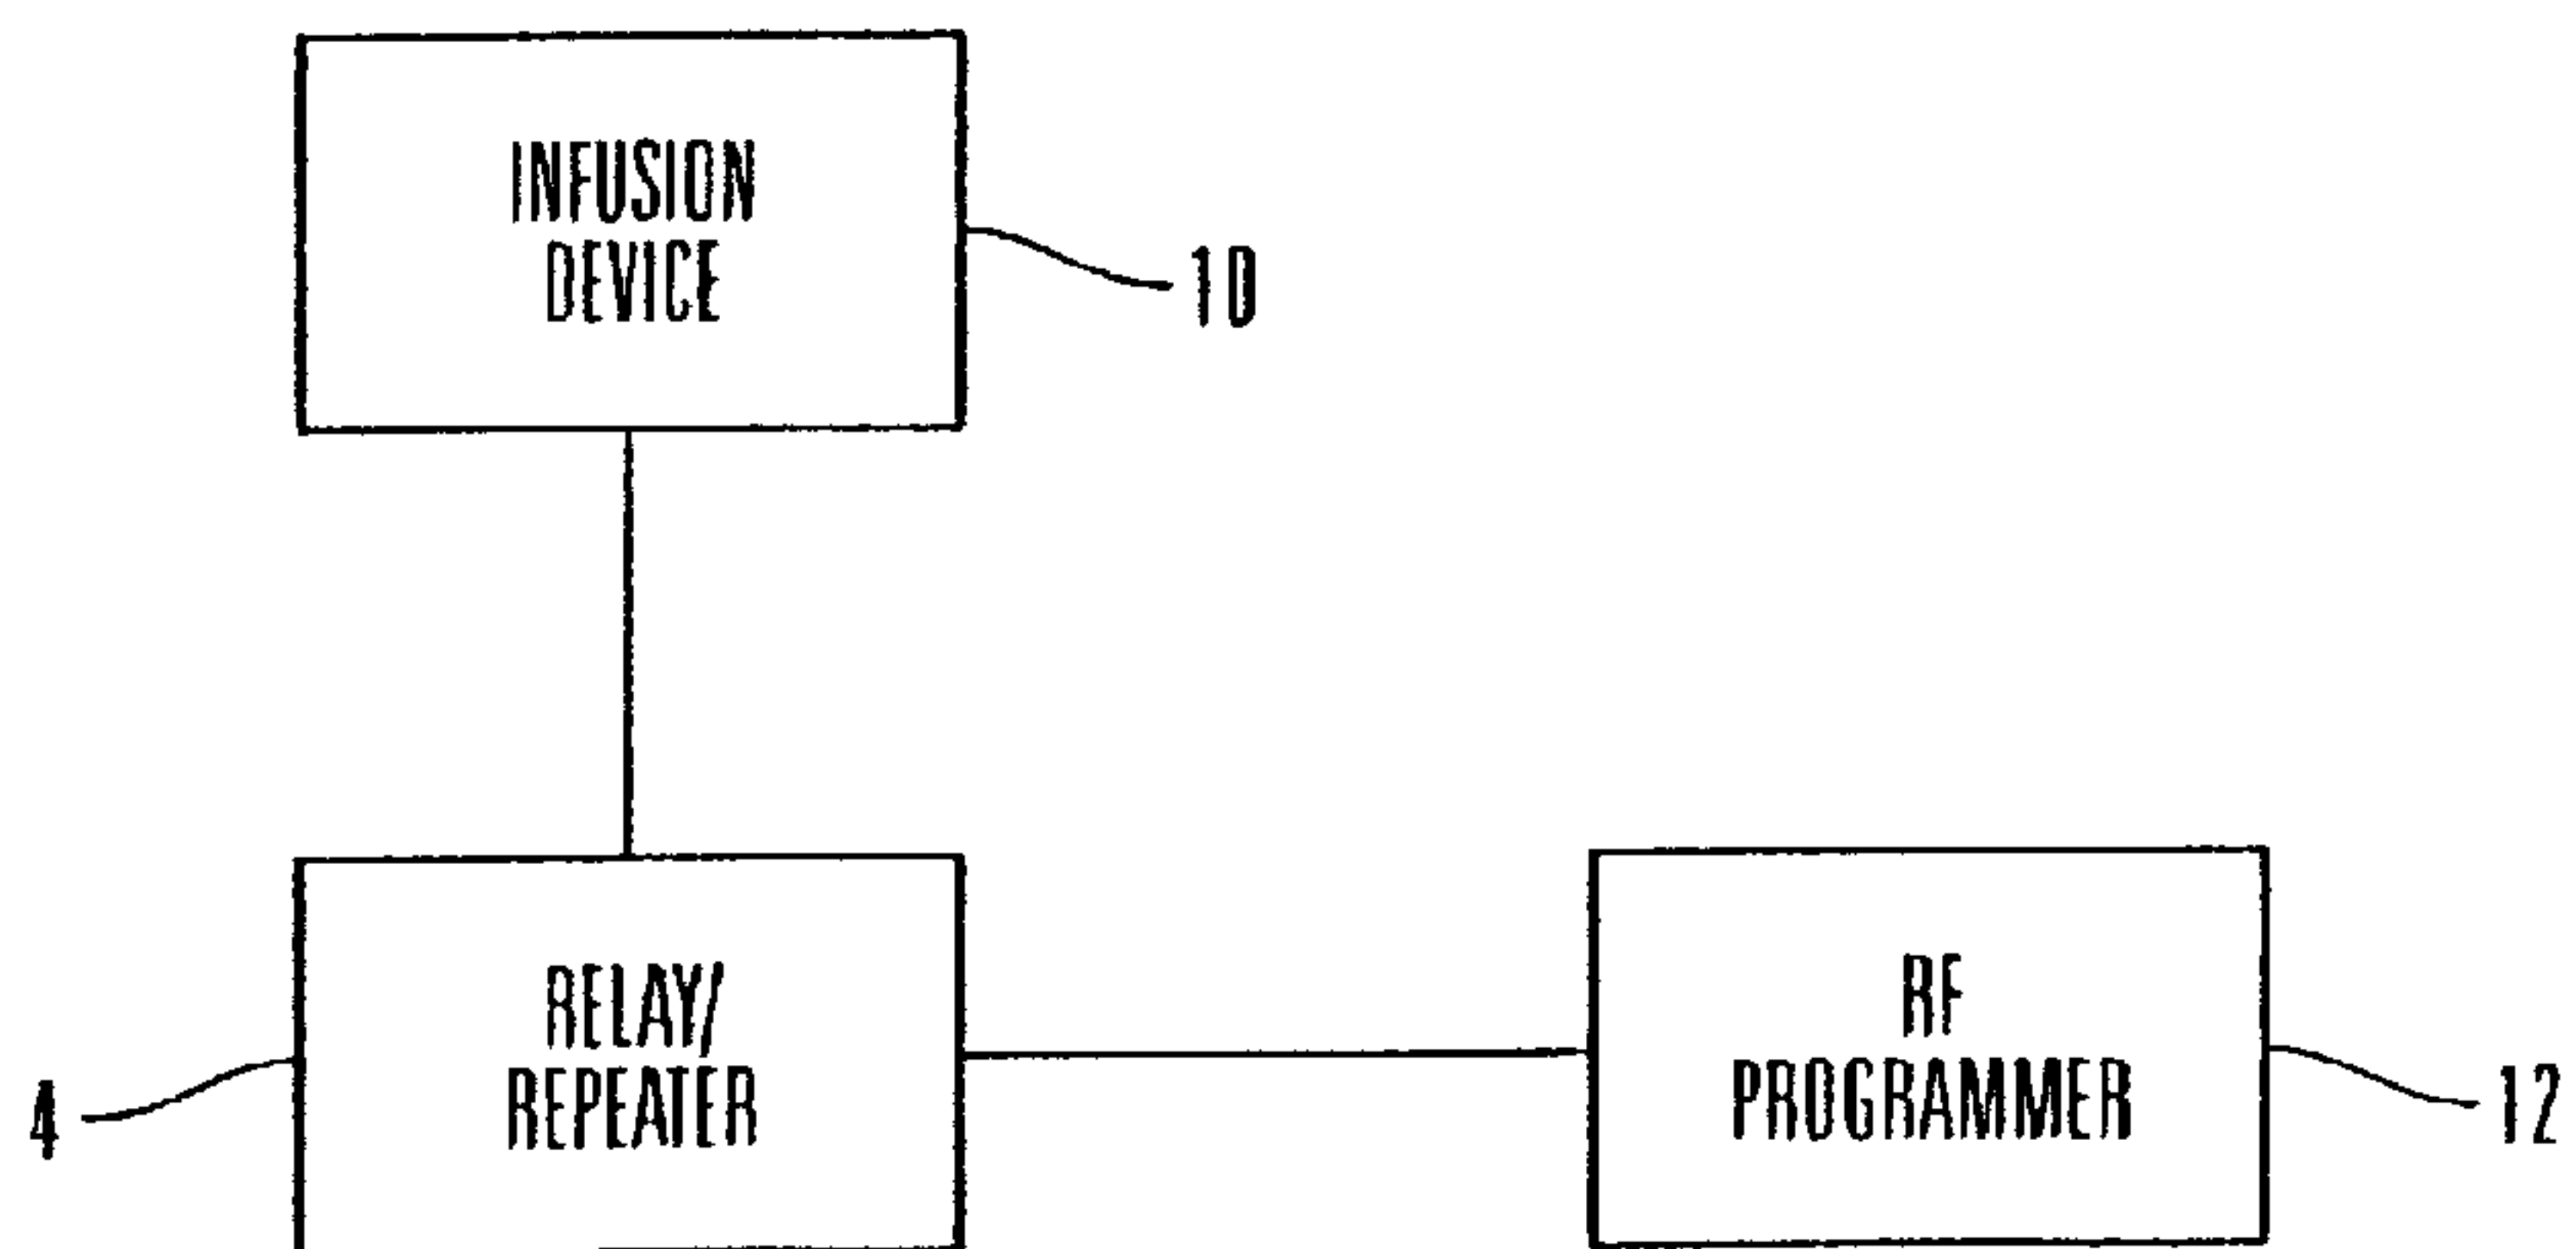 INFUSION
DEVICE
10
RELAY/
REPEATER
4
RF
PROGRAMMER
12